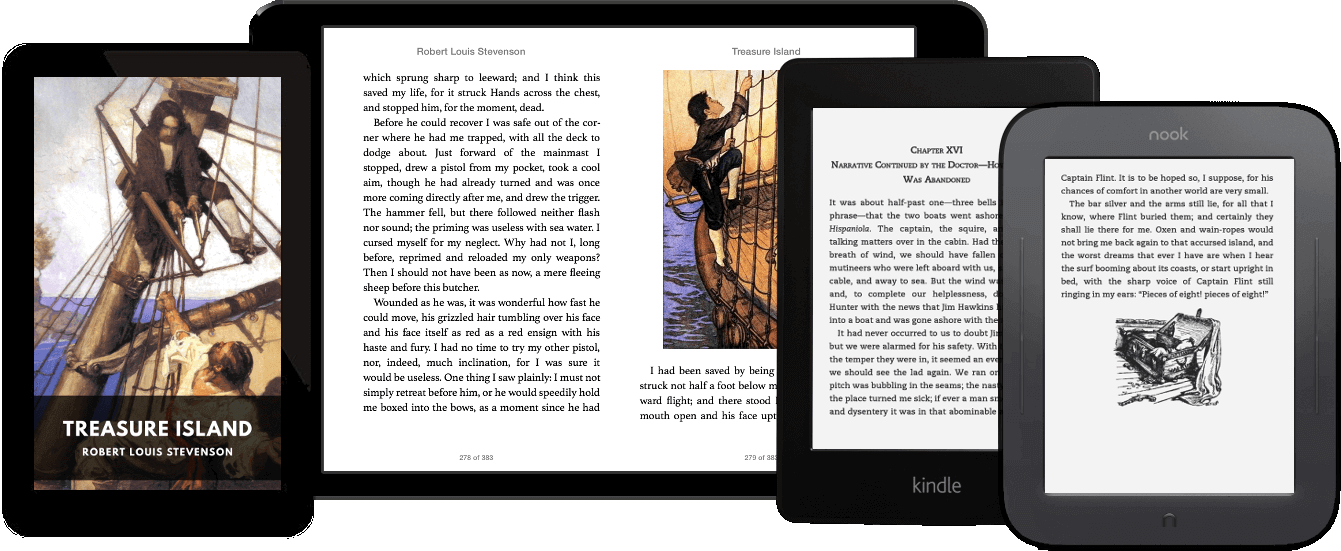 TREASURE ISLAND
ROBERT LOUIS STEVENSON
Robert Louis Stevenson
which sprung sharp to leeward; and I think this
saved my life, for it struck Hands across the chest,
and stopped him, for the moment, dead.
Before he could recover I was safe out of the cor-
ner where he had me trapped, with all the deck to
dodge about. Just forward of the mainmast I
stopped, drew a pistol from my pocket, took a cool
aim, though he had already turned and was once
more coming directly after me, and drew the trigger.
The hammer fell, but there followed neither flash
nor sound; the priming was useless with sea water. I
cursed myself for my neglect. Why had not I, long
before, reprimed and reloaded my only weapons?
Then I should not have been as now, a mere fleeing
sheep before this butcher.
Wounded as he was, it was wonderful how fast he
could move, his grizzled hair tumbling over his face
and his face itself as red as a red ensign with his
haste and fury. I had no time to try my other pistol,
nor, indeed, much inclination, for I was sure it
would be useless. One thing I saw plainly: I must not
simply retreat before him, or he would speedily hold
me boxed into the bows, as a moment since he had
278 of 383
Treasure Island
I had been saved by being
struck not half a foot below m
ward flight; and there stood
mouth open and his face upt
279 of 383
CHAPTER XVI
NARRATIVE CONTINUED BY THE DOCTOR—HO
WAS ABANDONED
It was about half-past one—three bells
phrase—that the two boats went ashor
Hispaniola. The captain, the squire, a
talking matters over in the cabin. Had th
breath of wind, we should have fallen
mutineers who were left aboard with us,
cable, and away to sea. But the wind wa
and, to complete our helplessness, d
Hunter with the news that Jim Hawkins h
into a boat and was gone ashore with the
It had never occurred to us to doubt Jim
but we were alarmed for his safety. With
the temper they were in, it seemed an eve
we should see the lad again. We ran on
pitch was bubbling in the seams; the nast
the place turned me sick; if ever a man sm
and dysentery it was in that abominable
kindle
nook
Captain Flint. It is to be hoped so, I suppose, for his
chances of comfort in another world are very small.
The bar silver and the arms still lie, for all that I
know, where Flint buried them; and certainly they
shall lie there for me. Oxen and wain-ropes would
not bring me back again to that accursed island, and
the worst dreams that ever I have are when I hear
the surf booming about its coasts, or start upright in
bed, with the sharp voice of Captain Flint still
ringing in my ears: “Pieces of eight! pieces of eight!”
n